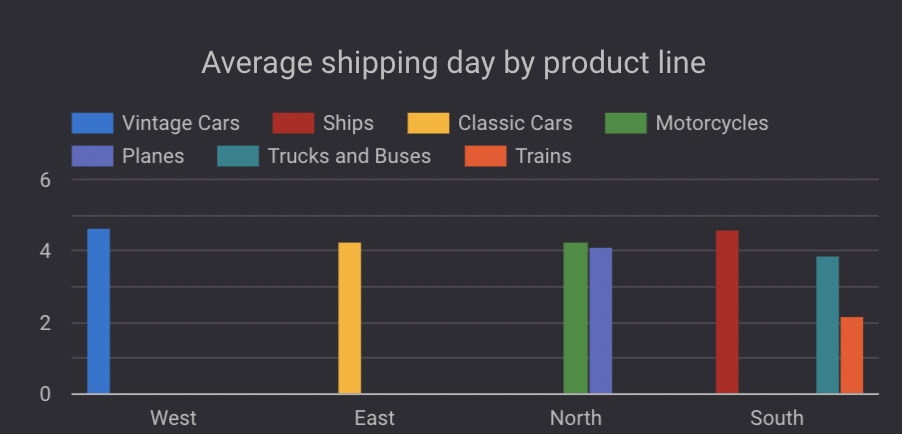 Average shipping day by product line
Vintage Cars Ships Classic Cars Motorcycles
Planes Trucks and Buses Trains
6
4
2
0
West East North South